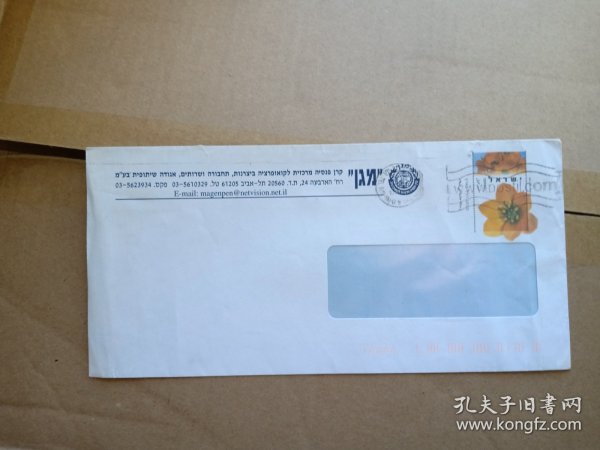 "מגן" קרן פנסיה מרכזית לקואופרציה ביצרנות, תחבורה ושרותים, אגודה שיתופית בע"מ
רח' הארבעה 24, ת.ד. 20560 תל-אביב 61205 טל. 03-5610329 פקס. 03-5623934
E-mail: magenpen@netvision.net.il
ישראל
孔夫子旧书网
www.kongfz.com